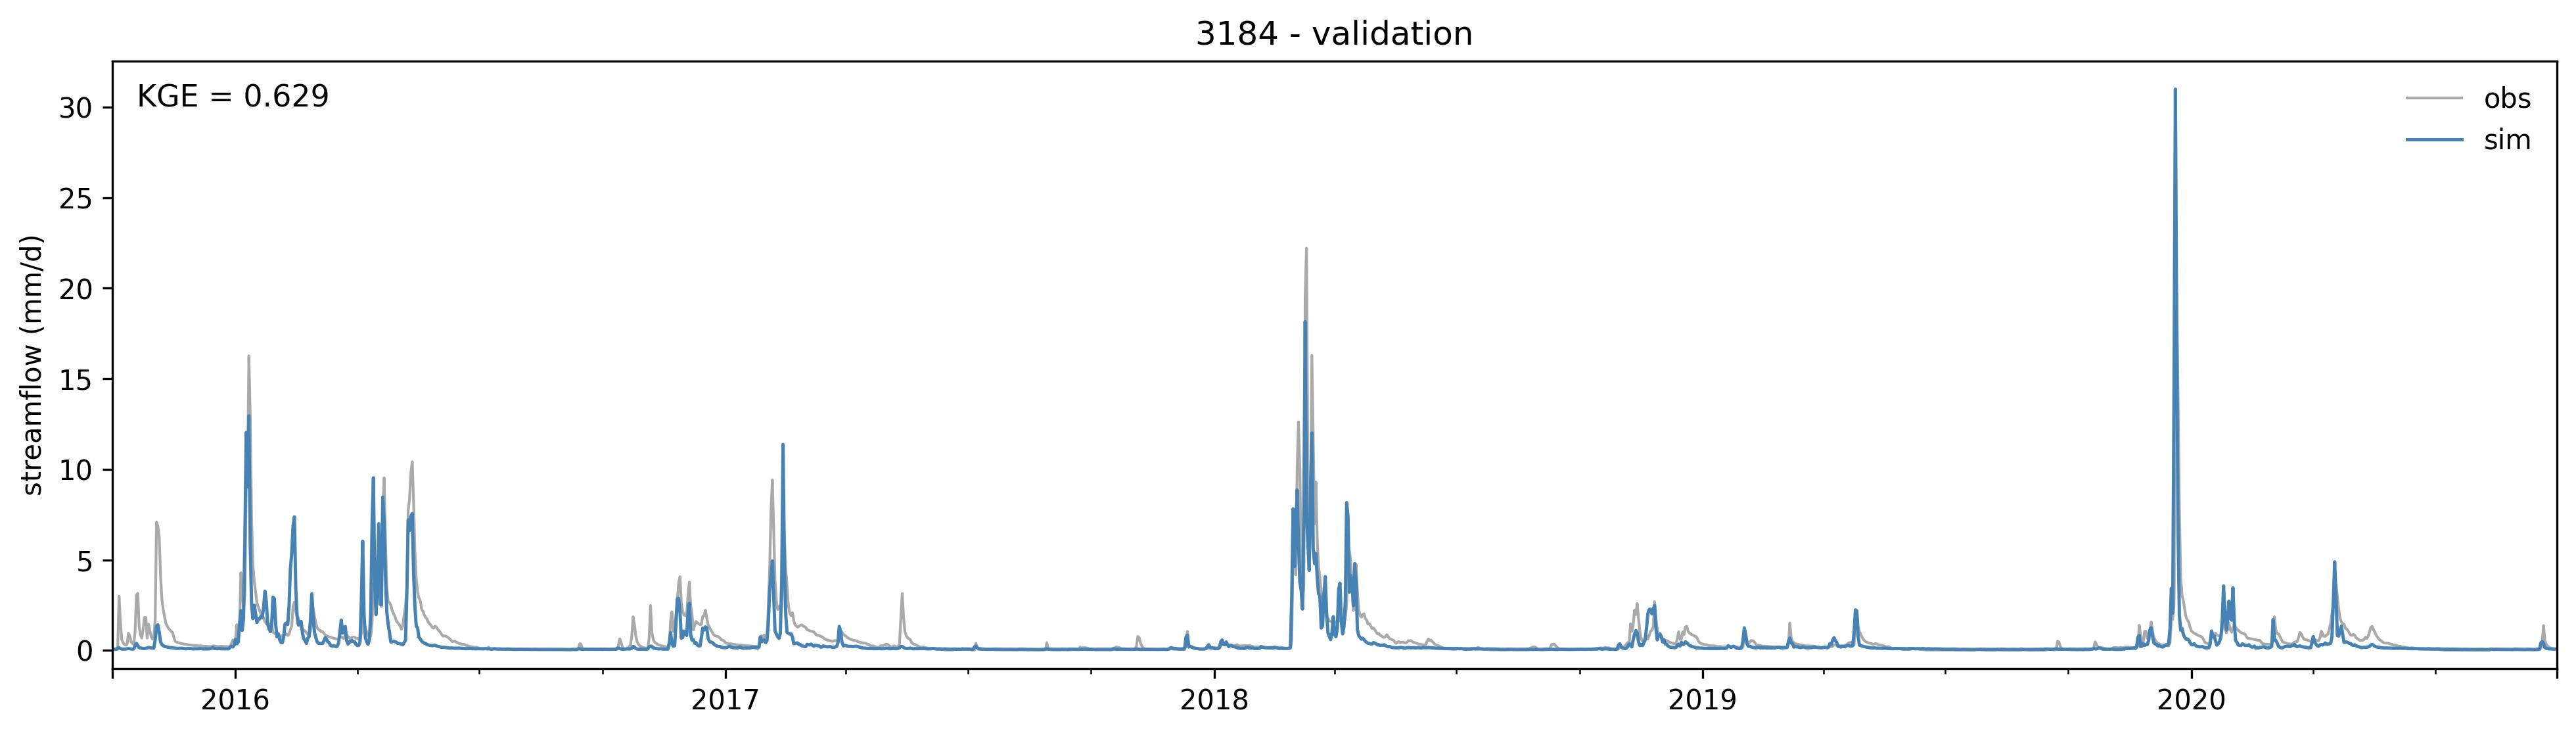 3184 - validation
KGE = 0.629
obs
sim
streamflow (mm/d)
30
25
20
15
10
5
0
2016 2017 2018 2019 2020